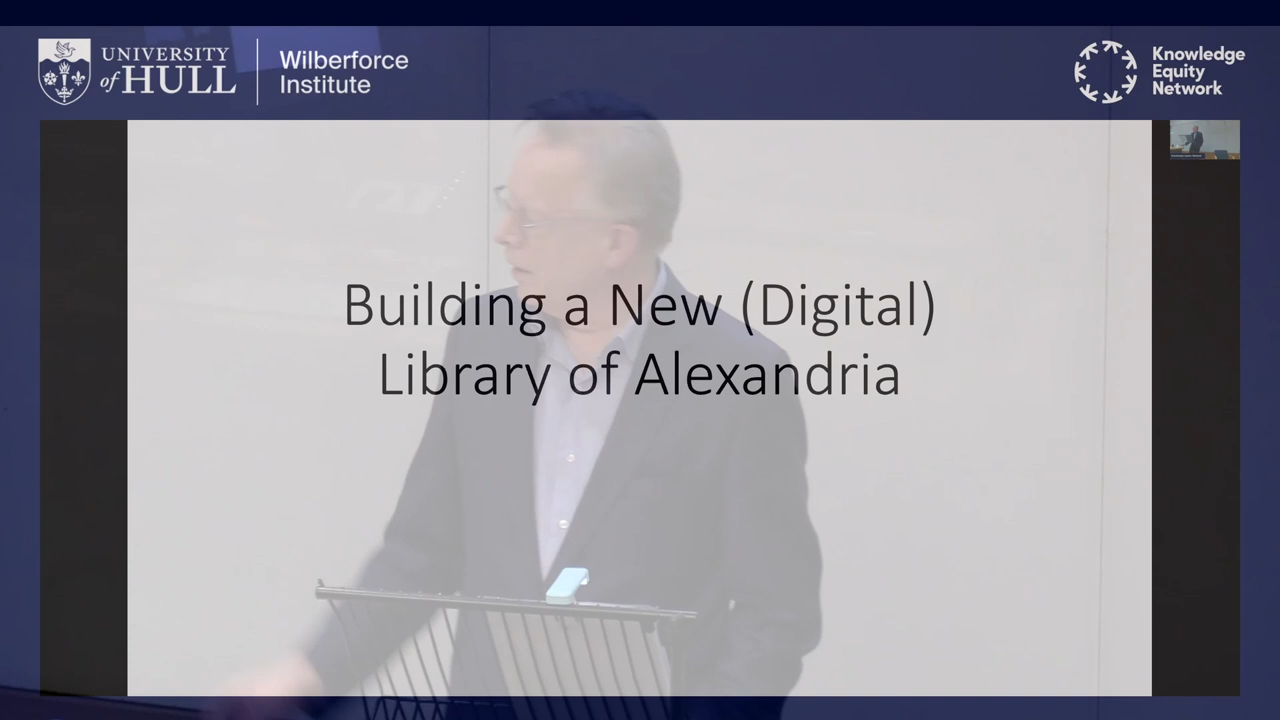 UNIVERSITY
of HULL
Wilberforce
Institute
Knowledge
Equity
Network
Building a New (Digital)
Library of Alexandria